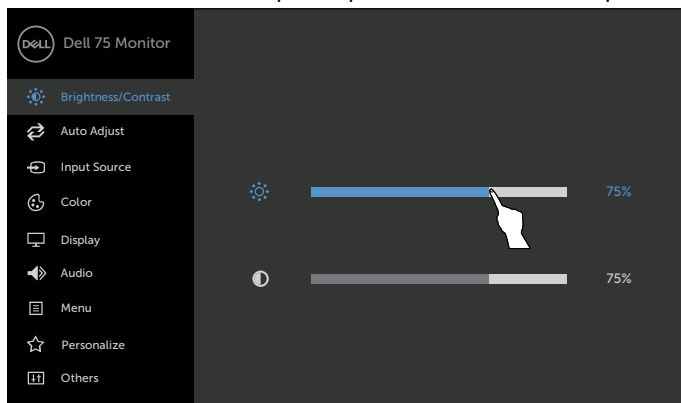 DELL
Dell 75 Monitor
Brightness/Contrast
Auto Adjust
Input Source
Color
Display
Audio
Menu
Personalize
Others
75%
75%